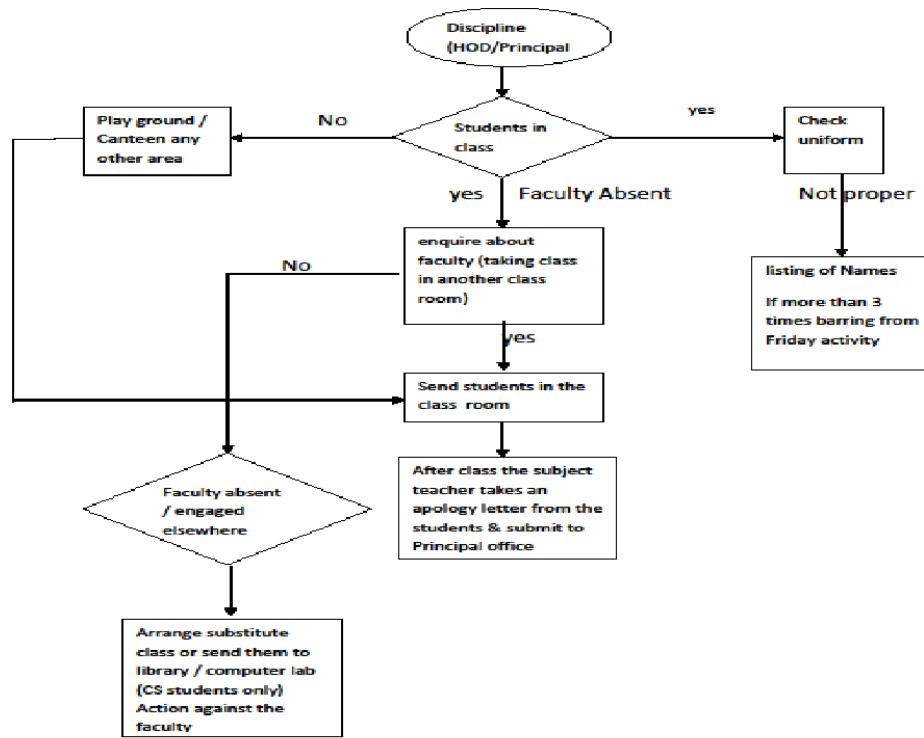 Discipline
(HOD/Principal
Play ground /
Canteen any
other area
No
Students in
class
yes
Check
uniform
yes
Faculty Absent
Not proper
enquire about
faculty (taking class
in another class
room)
No
listing of Names
If more than 3
times barring from
Friday activity
yes
Send students in the
class room
Faculty absent
/ engaged
elsewhere
After class the subject
teacher takes an
apology letter from the
students & submit to
Principal office
Arrange substitute
class or send them to
library / computer lab
(CS students only)
Action against the
faculty